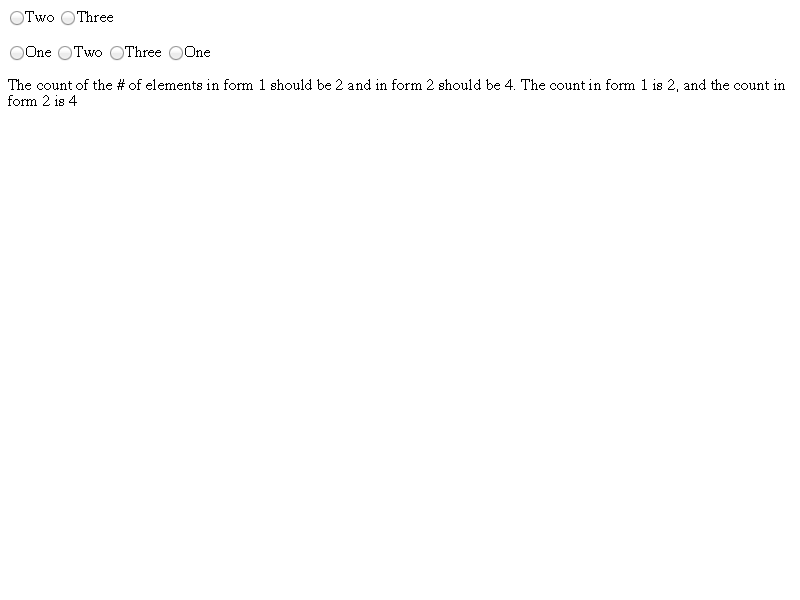 Two Three
One Two Three One
The count of the # of elements in form 1 should be 2 and in form 2 should be 4. The count in form 1 is 2, and the count in
form 2 is 4